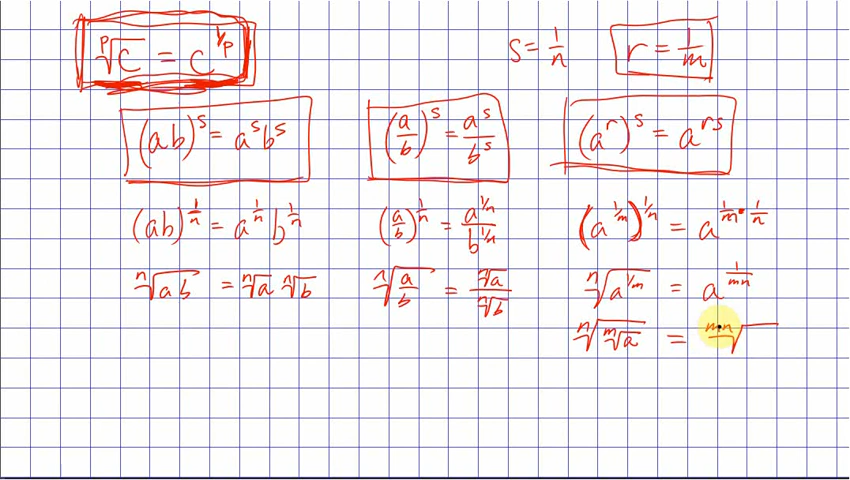 ᵖ√c = c^1/p    s = 1/n    r = 1/m
(ab)^s = a^s b^s    (a/b)^s = a^s/b^s    (a^r)^s = a^rs
(ab)^1/n = a^1/n b^1/n    (a/b)^1/n = a^1/n/b^1/n    (a^1/m)^1/n = a^1/m · 1/n
ⁿ√ab = ⁿ√a ⁿ√b    ⁿ√a/b = ⁿ√a/ⁿ√b    ⁿ√a^1/m = a^1/mn
ⁿ√ᵐ√a = ᵐⁿ√